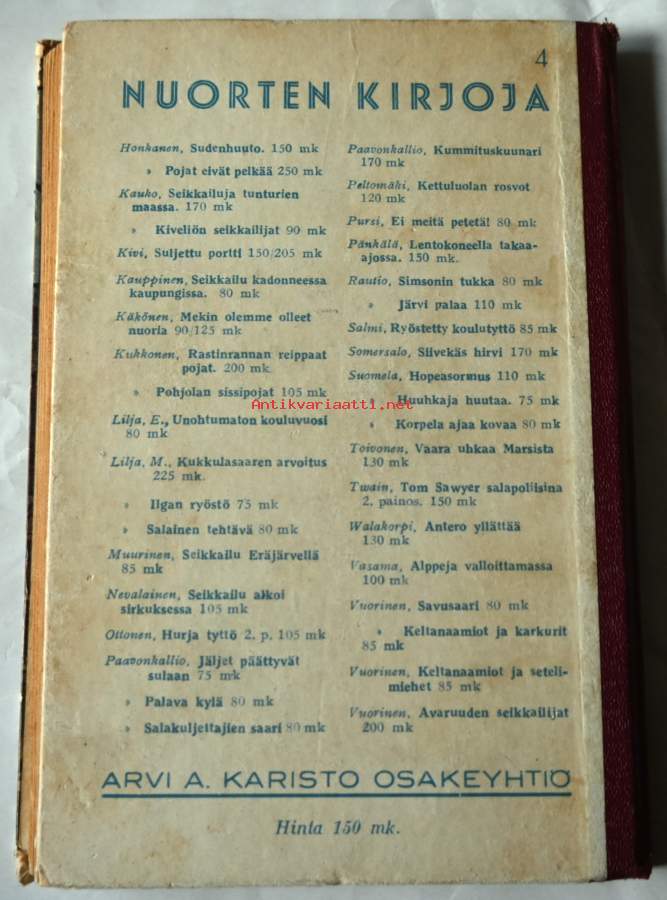 4
NUORTEN KIRJOJA
Honkanen, Sudenhuuto. 150 mk
» Pojat eivät pelkää 250 mk
Kauko, Seikkailuja tunturien
maassa. 170 mk
» Kiveliön seikkailijat 90 mk
Kivi, Suljettu portti 150/205 mk
Kauppinen, Seikkailu kadonneessa
kaupungissa. 80 mk
Käkönen, Mekin olemme olleet
nuoria 90/125 mk
Kukkonen, Rastinrannan reippaat
pojat. 200 mk.
» Pohjolan sissipojat 105 mk
Lilja, E., Unohtumaton kouluvuosi
80 mk
Lilja, M., Kukkulasaaren arvoitus
225 mk.
» Ilgan ryöstö 75 mk
» Salainen tehtävä 80 mk
Muurinen, Seikkailu Eräjärvellä
85 mk
Nevalainen, Seikkailu alkoi
sirkuksessa 105 mk
Ottonen, Hurja tyttö 2. p. 105 mk
Paavonkallio, Jäljet päättyvät
sulaan 75 mk
» Palava kylä 80 mk
» Salakuljettajien saari 80 mk
Paavonkallio, Kummituskuunari
170 mk
Peltomäki, Kettuluolan rosvot
120 mk
Pursi, Ei meitä petetä! 80 mk
Pänkälä, Lentokoneella takaa-
ajossa. 150 mk.
Rautio, Simsonin tukka 80 mk
» Järvi palaa 110 mk
Salmi, Ryöstetty koulutyttö 85 mk
Somersalo, Siivekäs hirvi 170 mk
Suomela, Hopeasormus 110 mk
» Huuhkaja huutaa. 75 mk
» Korpela ajaa kovaa 80 mk
Toivonen, Vaara uhkaa Marsista
130 mk
Twain, Tom Sawyer salapoliisina
2. painos. 150 mk
Walakorpi, Antero yllättää
130 mk
Vasama, Alppeja valloittamassa
100 mk
Vuorinen, Savusaari 80 mk
» Keltanaamiot ja karkurit
85 mk
Vuorinen, Keltanaamiot ja seteli-
miehet 85 mk
Vuorinen, Avaruuden seikkailijat
200 mk
Antikvariaatti.net
ARVI A. KARISTO OSAKEYHTIÖ
Hinta 150 mk.